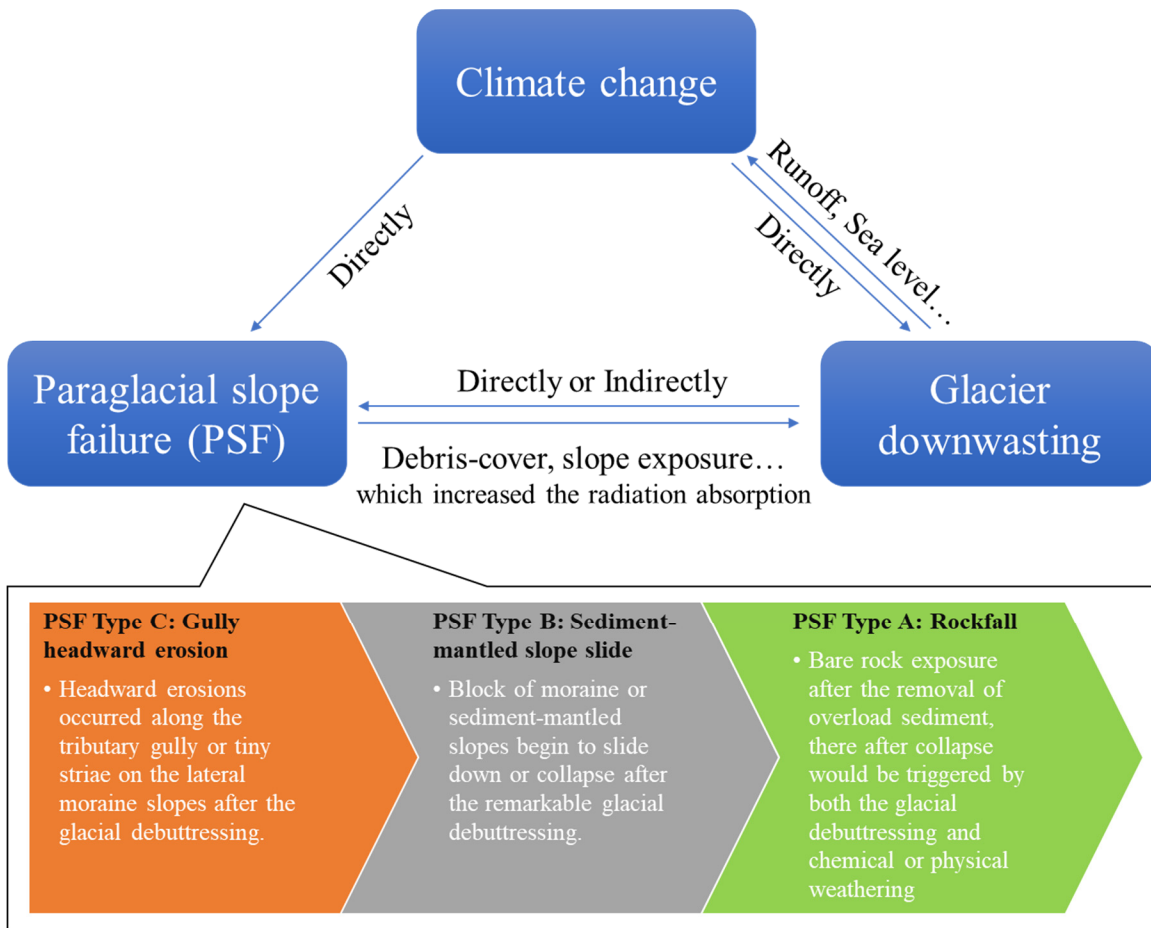 Climate change
Directly
Runoff, Sea level...
Directly
Paraglacial slope
failure (PSF)
Directly or Indirectly
Debris-cover, slope exposure...
which increased the radiation absorption
Glacier
downwasting
PSF Type C: Gully
headward erosion
• Headward erosions
occurred along the
tributary gully or tiny
striae on the lateral
moraine slopes after the
glacial debuttressing.
PSF Type B: Sediment-
mantled slope slide
• Block of moraine or
sediment-mantled
slopes begin to slide
down or collapse after
the remarkable glacial
debuttressing.
PSF Type A: Rockfall
• Bare rock exposure
after the removal of
overload sediment,
there after collapse
would be triggered by
both the glacial
debuttressing and
chemical or physical
weathering